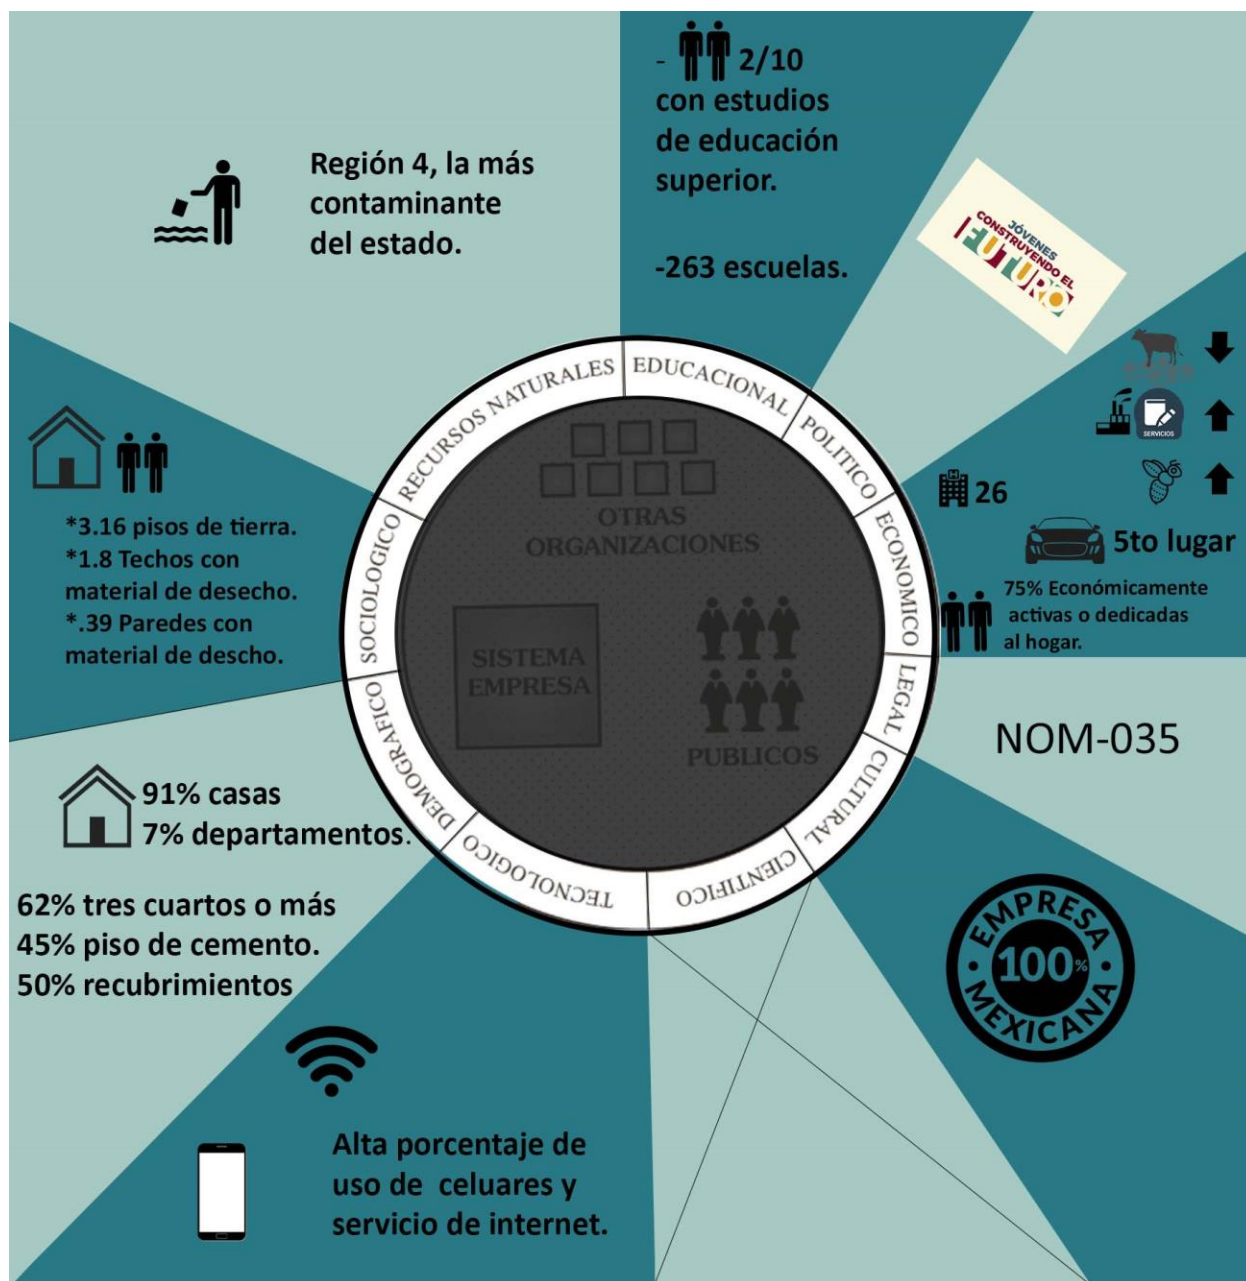 - 2/10
con estudios
de educación
superior.
-263 escuelas.
Región 4, la más
contaminante
del estado.
JÓVENES
CONSTRUYENDO EL
FUTURO
SERVICIOS
26
5to lugar
75% Económicamente
activas o dedicadas
al hogar.
*3.16 pisos de tierra.
*1.8 Techos con
material de desecho.
*.39 Paredes con
material de descho.
RECURSOS NATURALES
EDUCACIONAL
POLITICO
ECONOMICO
LEGAL
CULTURAL
CIENTIFICO
TECNOLOGICO
DEMOGRAFICO
SOCIOLOGICO
OTRAS
ORGANIZACIONES
SISTEMA
EMPRESA
PUBLICOS
NOM-035
91% casas
7% departamentos.
62% tres cuartos o más
45% piso de cemento.
50% recubrimientos
EMPRESA
100%
MEXICANA
Alta porcentaje de
uso de celuares y
servicio de internet.